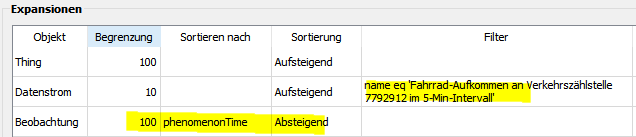 Expansionen
Objekt Begrenzung Sortieren nach Sortierung Filter
Thing 100 Aufsteigend
Datenstrom 10 Aufsteigend name eq 'Fahrrad-Aufkommen an Verkehrszählstelle
7792912 im 5-Min-Intervall'
Beobachtung 100 phenomenonTime Absteigend